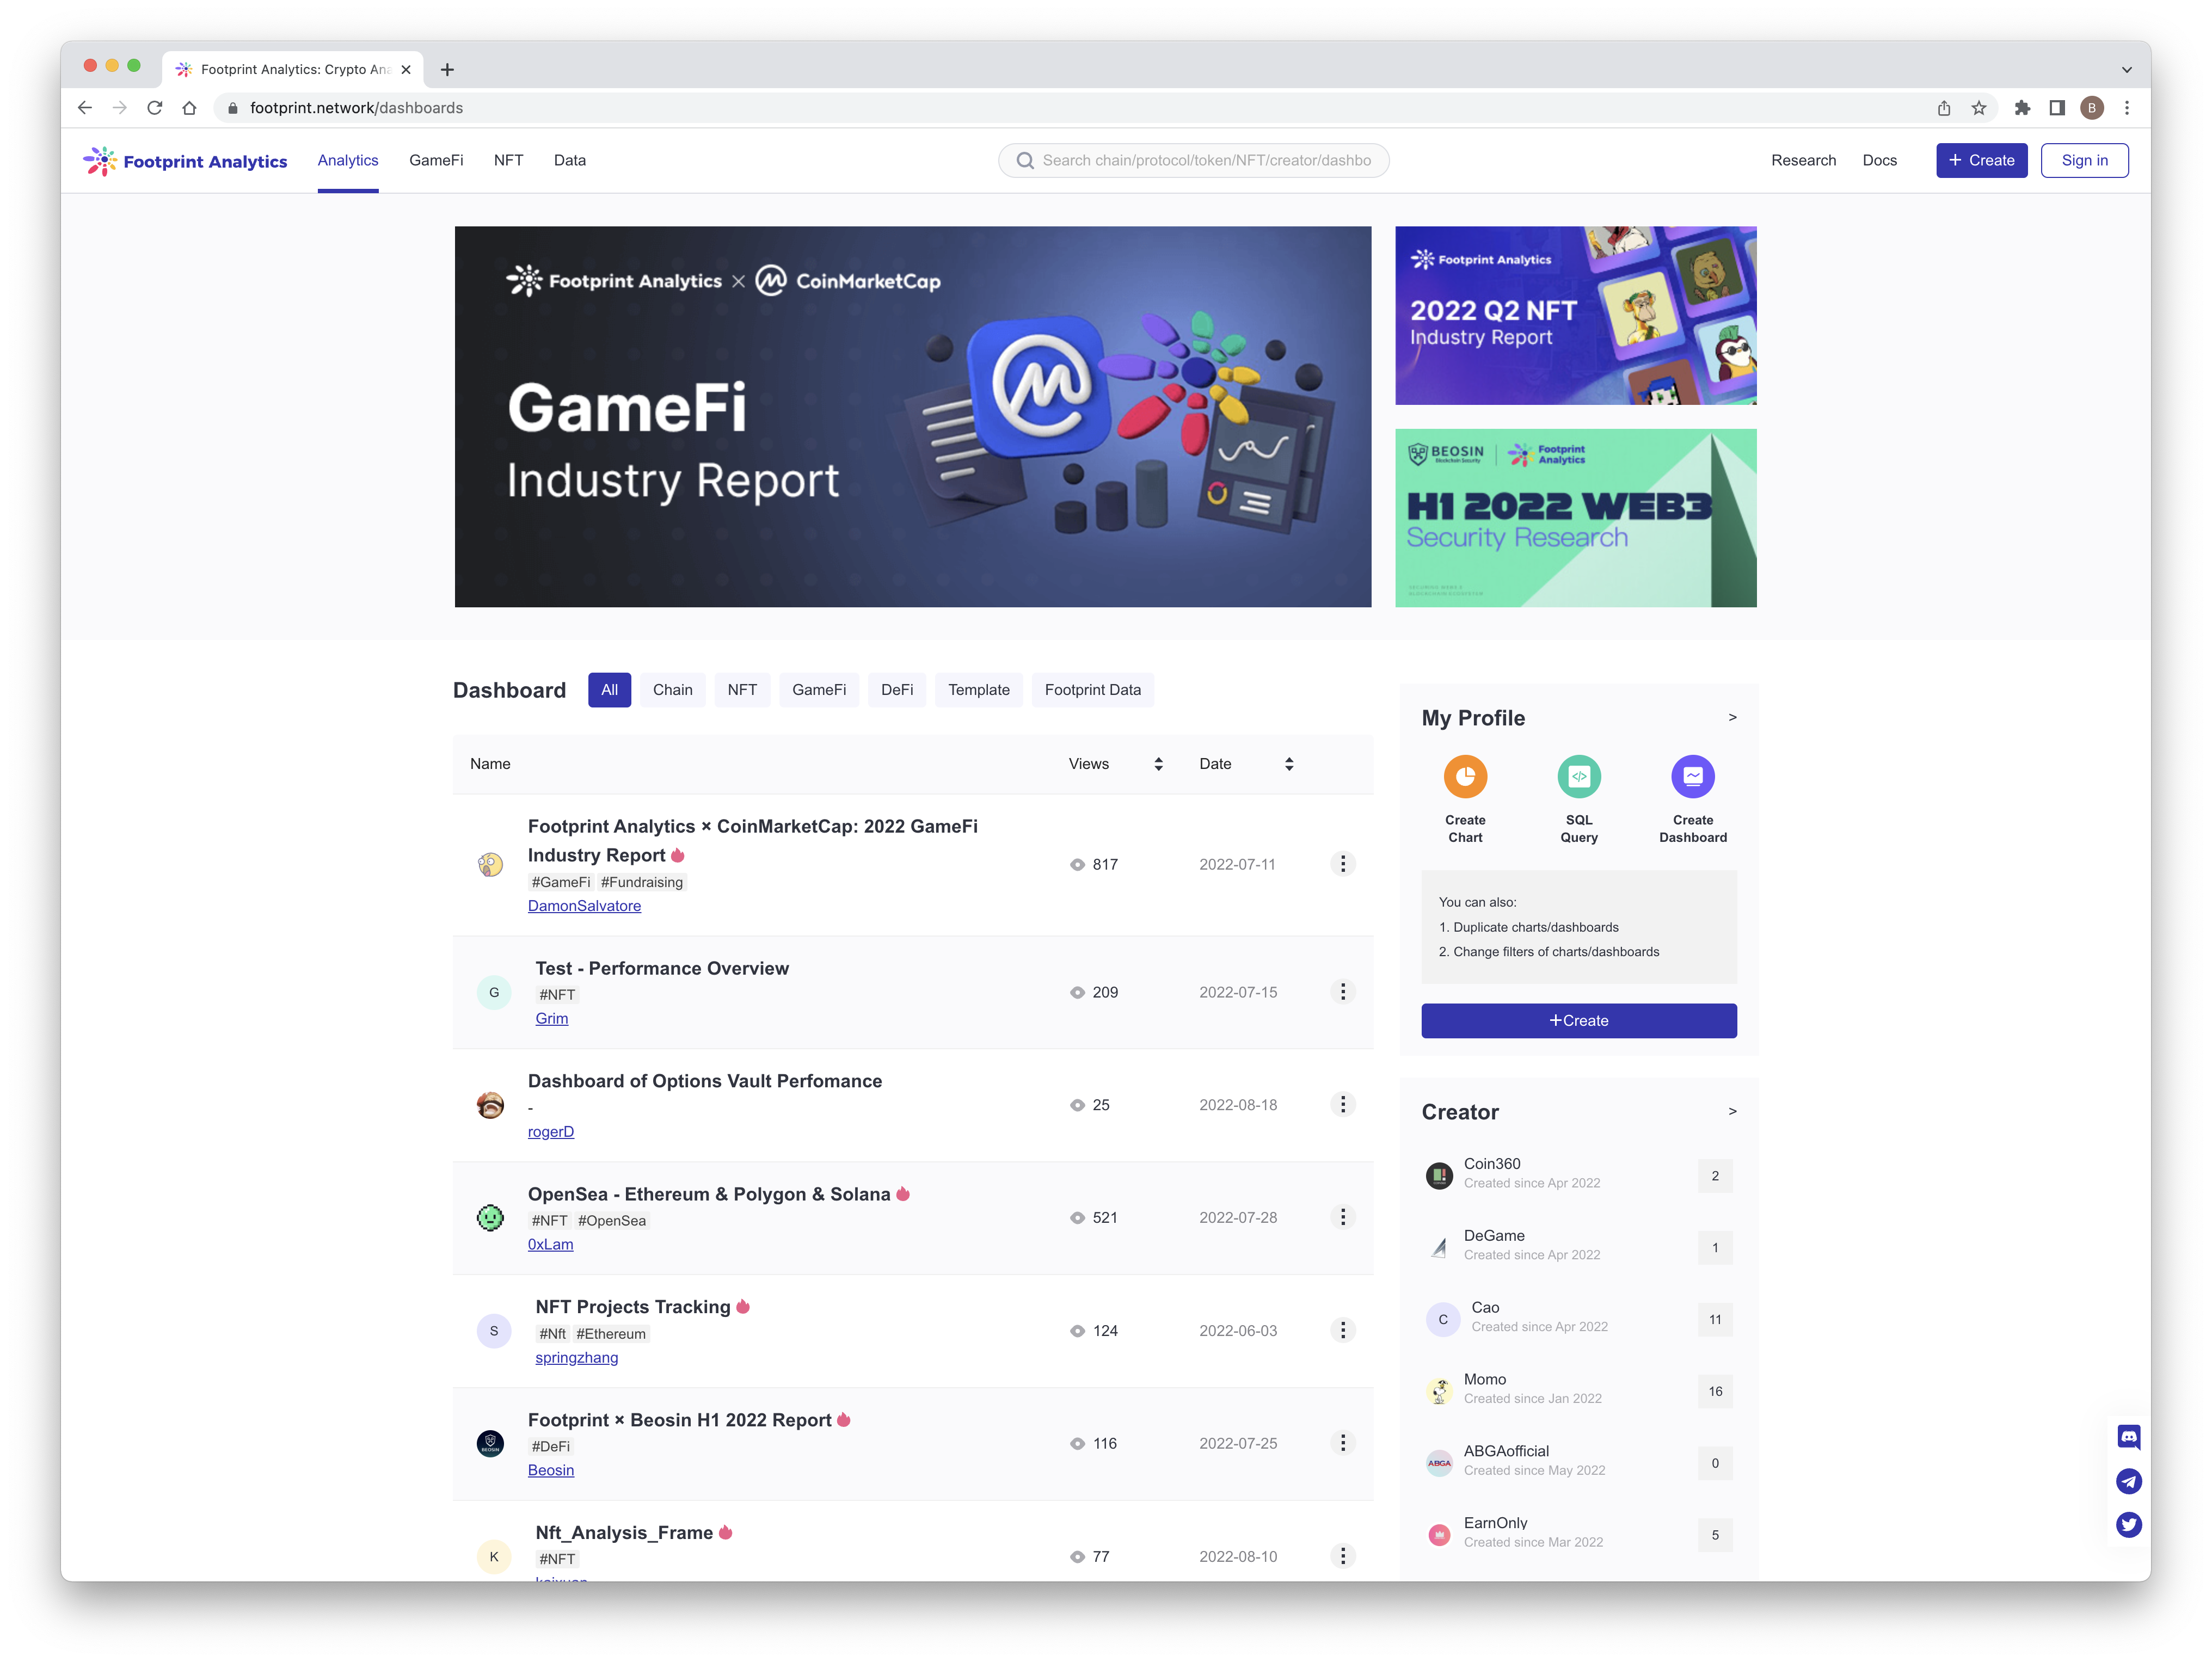 Footprint Analytics: Crypto Ana
footprint.network/dashboards
B
Footprint Analytics
Analytics
GameFi
NFT
Data
Search chain/protocol/token/NFT/creator/dashbo
Research
Docs
+ Create
Sign in
Footprint Analytics × CoinMarketCap
GameFi
Industry Report
Footprint Analytics
2022 Q2 NFT
Industry Report
BEOSIN
Blockchain Security
Footprint
Analytics
H1 2022 WEB3
Security Research
Dashboard
All
Chain
NFT
GameFi
DeFi
Template
Footprint Data
Name
Views
Date
Footprint Analytics × CoinMarketCap: 2022 GameFi
Industry Report
#GameFi #Fundraising
DamonSalvatore
817
2022-07-11
G
Test - Performance Overview
#NFT
Grim
209
2022-07-15
Dashboard of Options Vault Perfomance
-
rogerD
25
2022-08-18
OpenSea - Ethereum & Polygon & Solana
#NFT #OpenSea
0xLam
521
2022-07-28
S
NFT Projects Tracking
#Nft #Ethereum
springzhang
124
2022-06-03
BEOSIN
Footprint × Beosin H1 2022 Report
#DeFi
Beosin
116
2022-07-25
K
Nft_Analysis_Frame
#NFT
77
2022-08-10
My Profile
>
Create
Chart
SQL
Query
Create
Dashboard
You can also:
1. Duplicate charts/dashboards
2. Change filters of charts/dashboards
+Create
Creator
>
Coin360
Created since Apr 2022
2
DeGame
Created since Apr 2022
1
C
Cao
Created since Apr 2022
11
Momo
Created since Jan 2022
16
ABGA
ABGAofficial
Created since May 2022
0
EarnOnly
Created since Mar 2022
5